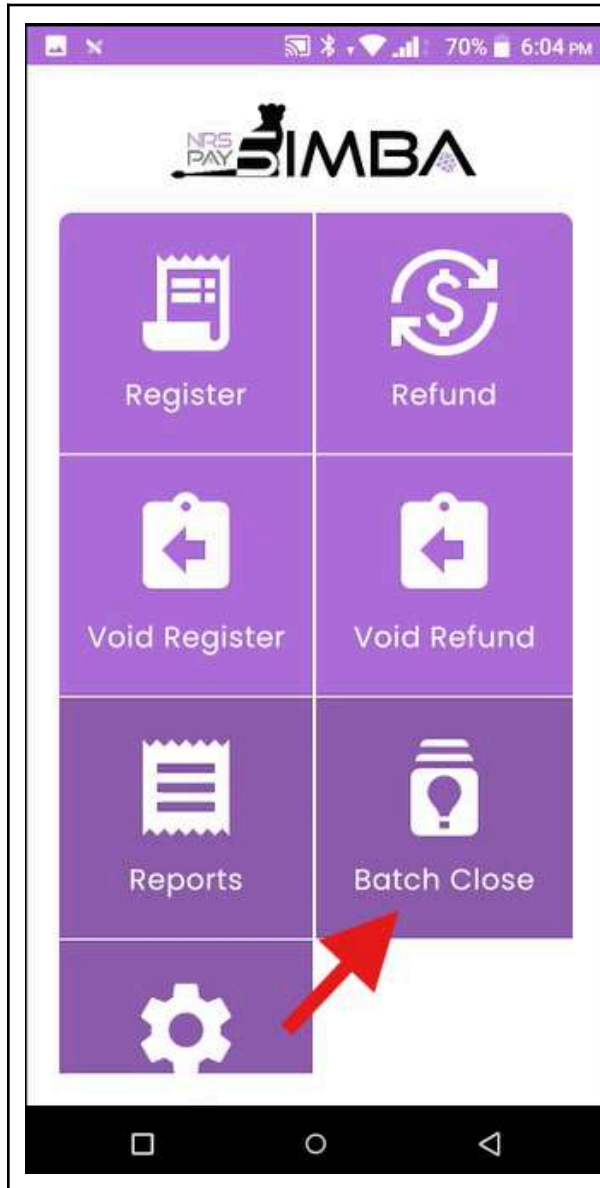 70% 6:04 PM
NRS
PAY SIMBA
Register Refund
Void Register Void Refund
Reports Batch Close